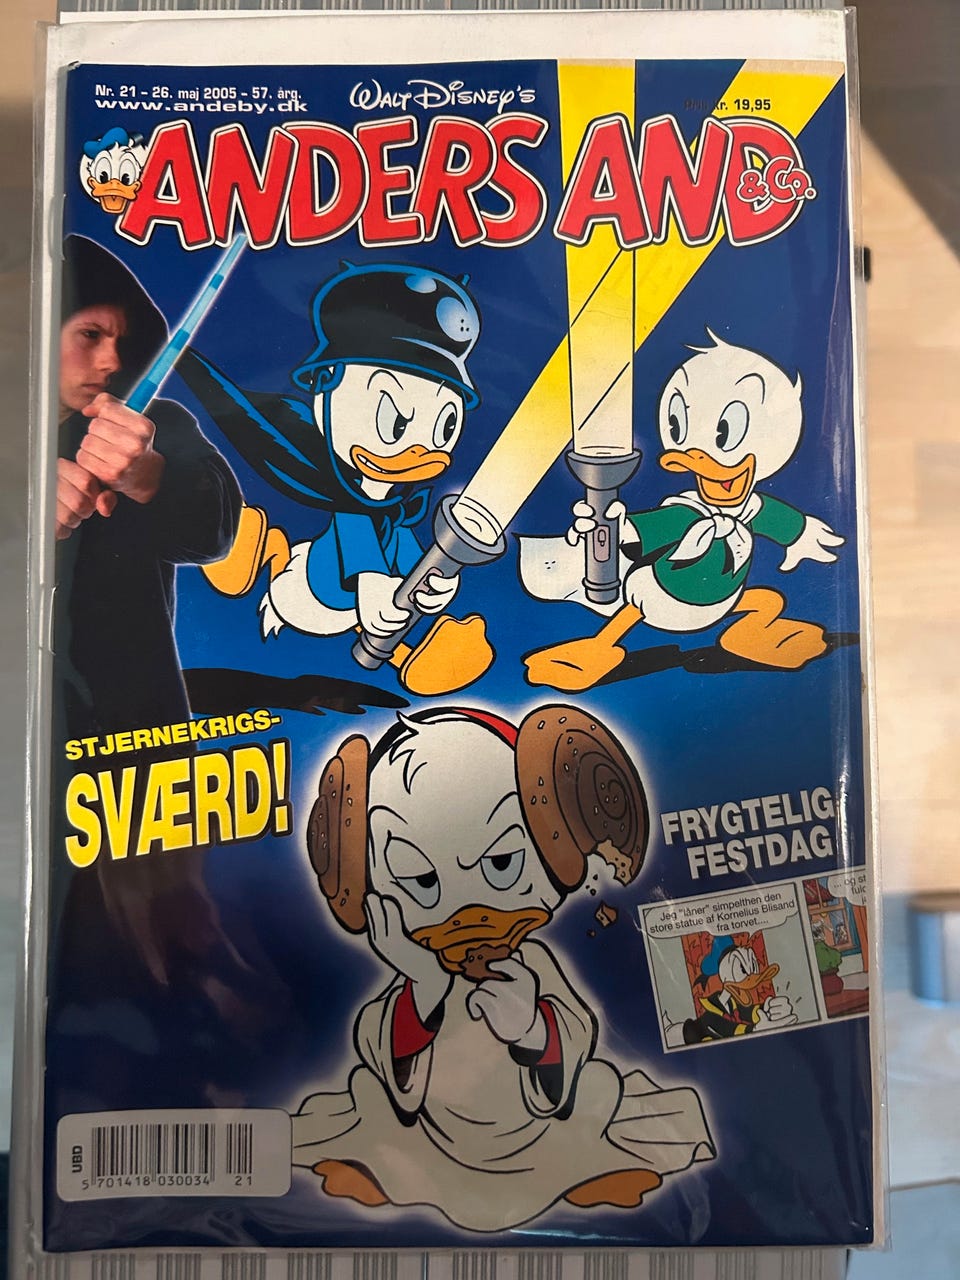 Nr. 21 - 26. maj 2005 - 57. årg.
www.andeby.dk
WALT DISNEY'S
Pris kr. 19,95
ANDERS AND
& Co.
STJERNEKRIGS-
SVÆRD!
FRYGTELIG
FESTDAG
Jeg "låner" simpelthen den
store statue af Kornelius Blisand
fra torvet....
... og st
UBD
5 701418 030034 21